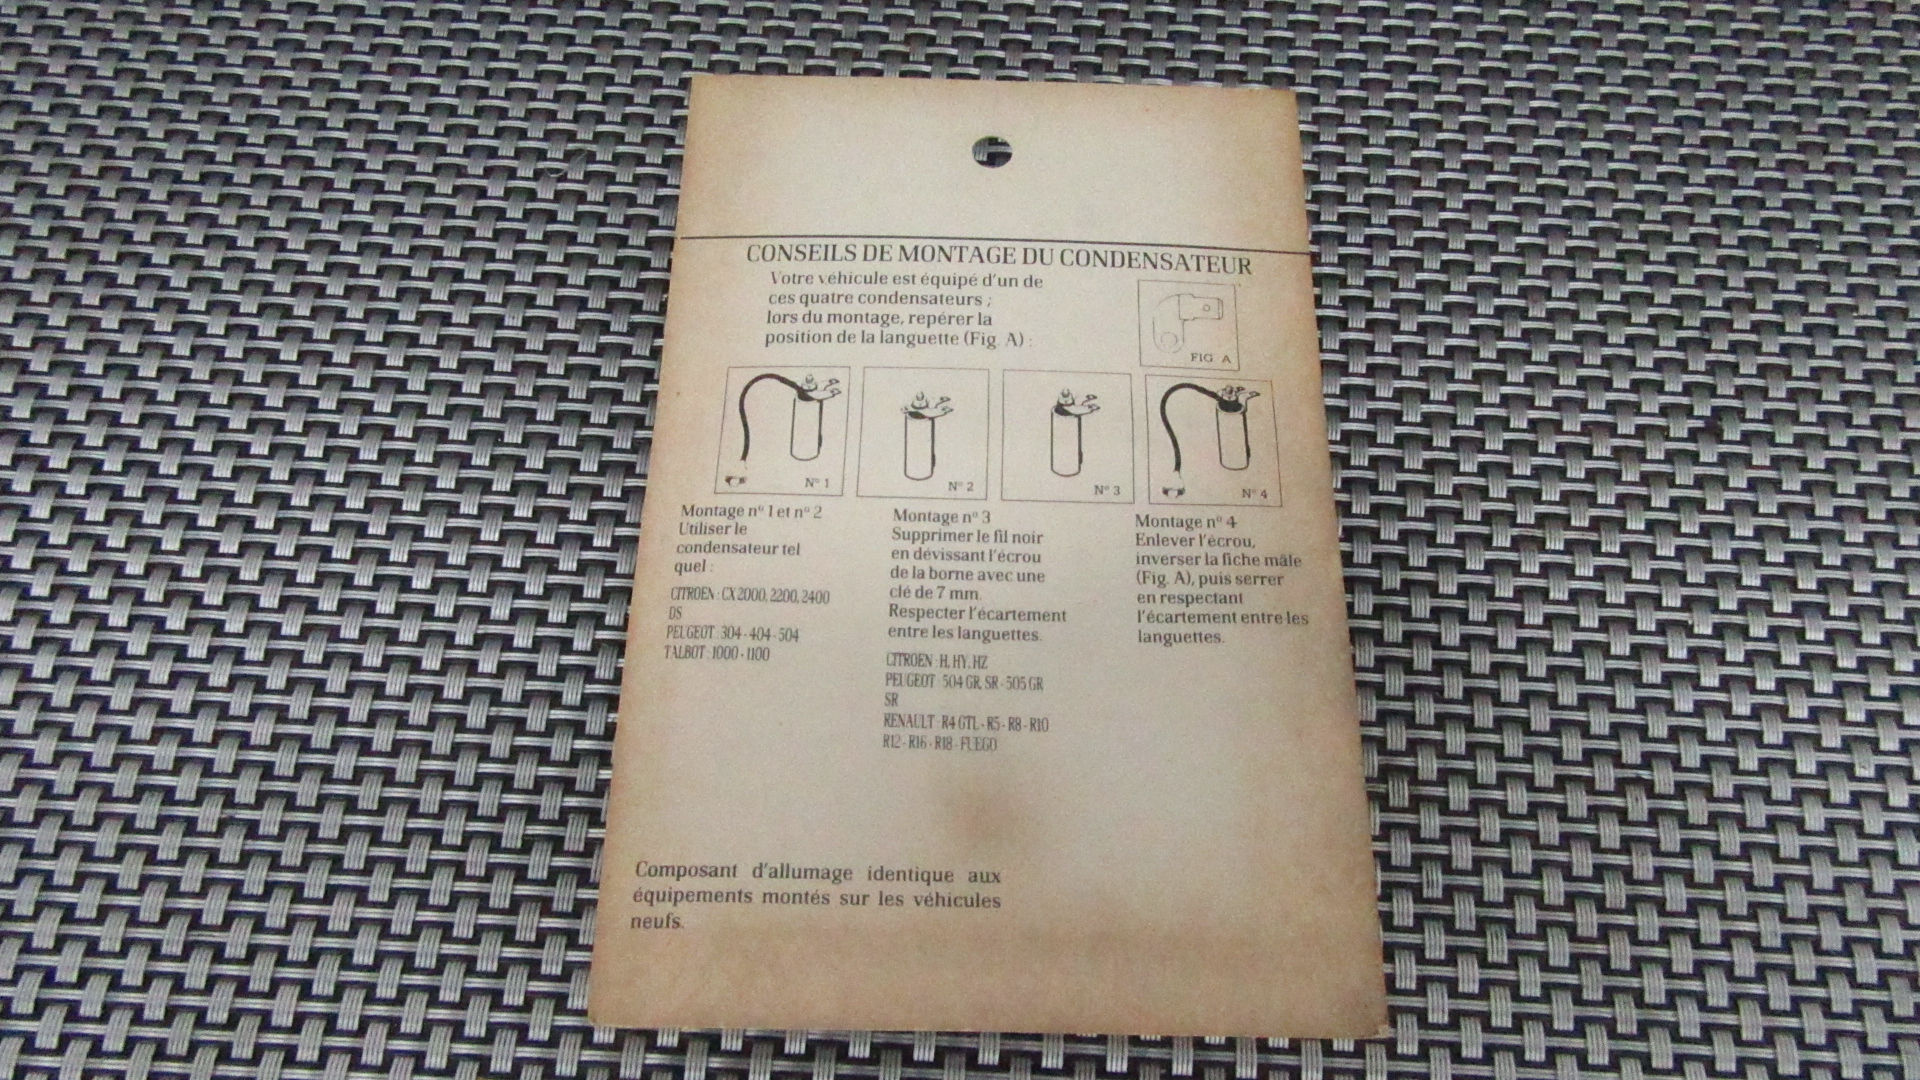 CONSEILS DE MONTAGE DU CONDENSATEUR
Votre véhicule est équipé d'un de
ces quatre condensateurs ;
lors du montage, repérer la
position de la languette (Fig. A) :
FIG. A
N° 1
N° 2
N° 3
N° 4
Montage n° 1 et n° 2
Utiliser le
condensateur tel
quel :
CITROEN : CX 2000, 2200, 2400
DS
PEUGEOT : 304 - 404 - 504
TALBOT : 1000 - 1100
Montage n° 3
Supprimer le fil noir
en dévissant l'écrou
de la borne avec une
clé de 7 mm.
Respecter l'écartement
entre les languettes.
CITROEN : H, HY, HZ
PEUGEOT : 504 GR, SR - 505 GR
SR
RENAULT : R4 GTL - R5 - R8 - R10
R12 - R16 - R18 - FUEGO
Montage n° 4
Enlever l'écrou,
inverser la fiche mâle
(Fig. A), puis serrer
en respectant
l'écartement entre les
languettes.
Composant d'allumage identique aux
équipements montés sur les véhicules
neufs.